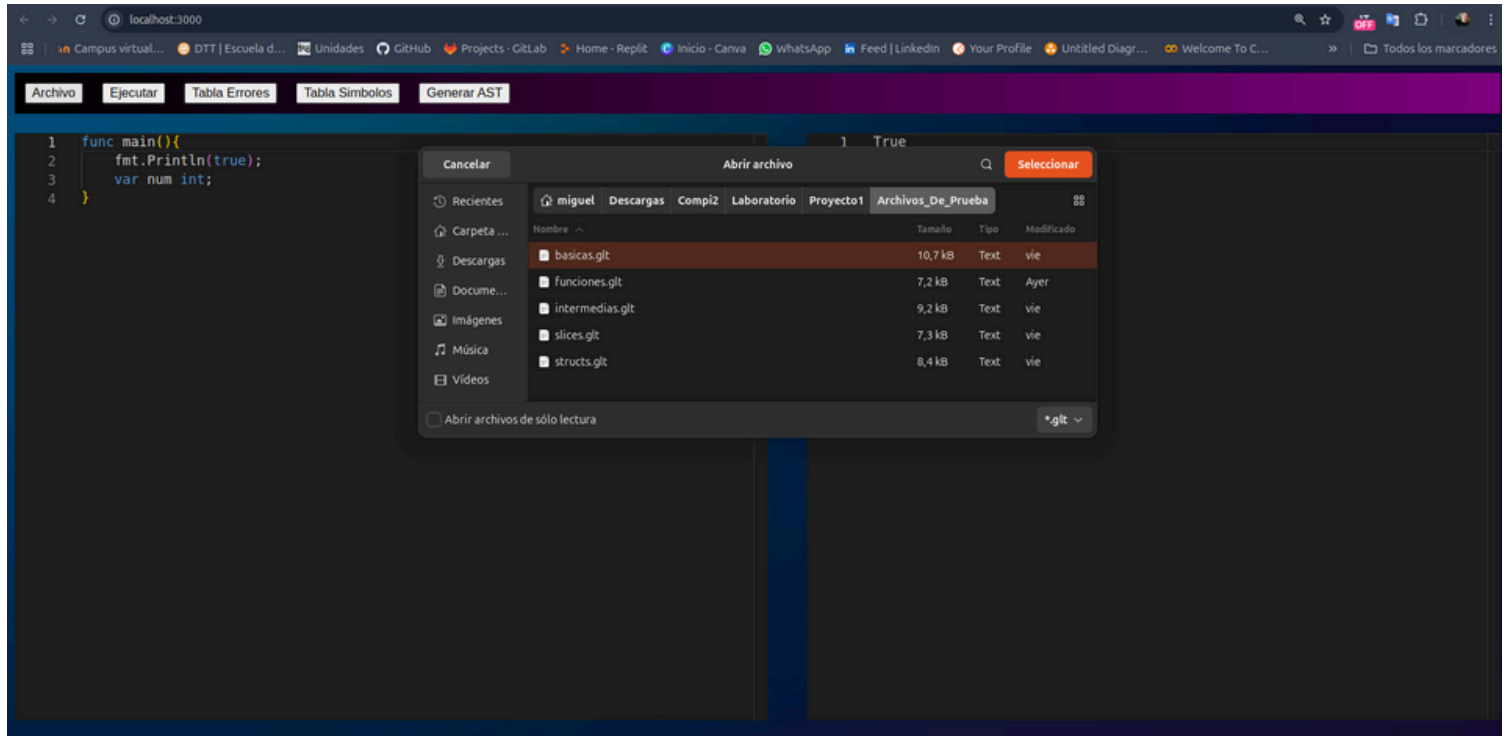 localhost:3000
OFF
Campus virtual... DTT | Escuela d... Unidades GitHub Projects · GitLab Home - Replit Inicio - Canva WhatsApp Feed | LinkedIn Your Profile Untitled Diagr... Welcome To C... » Todos los marcadores
Archivo Ejecutar Tabla Errores Tabla Simbolos Generar AST
1 func main(){
2 fmt.Println(true);
3 var num int;
4 }
1 True
Cancelar Abrir archivo Seleccionar
Recientes
Carpeta ...
Descargas
Docume...
Imágenes
Música
Vídeos
miguel Descargas Compi2 Laboratorio Proyecto1 Archivos_De_Prueba
Nombre Tamaño Tipo Modificado
basicas.glt 10,7 kB Text vie
funciones.glt 7,2 kB Text Ayer
intermedias.glt 9,2 kB Text vie
slices.glt 7,3 kB Text vie
structs.glt 8,4 kB Text vie
Abrir archivos de sólo lectura *.glt